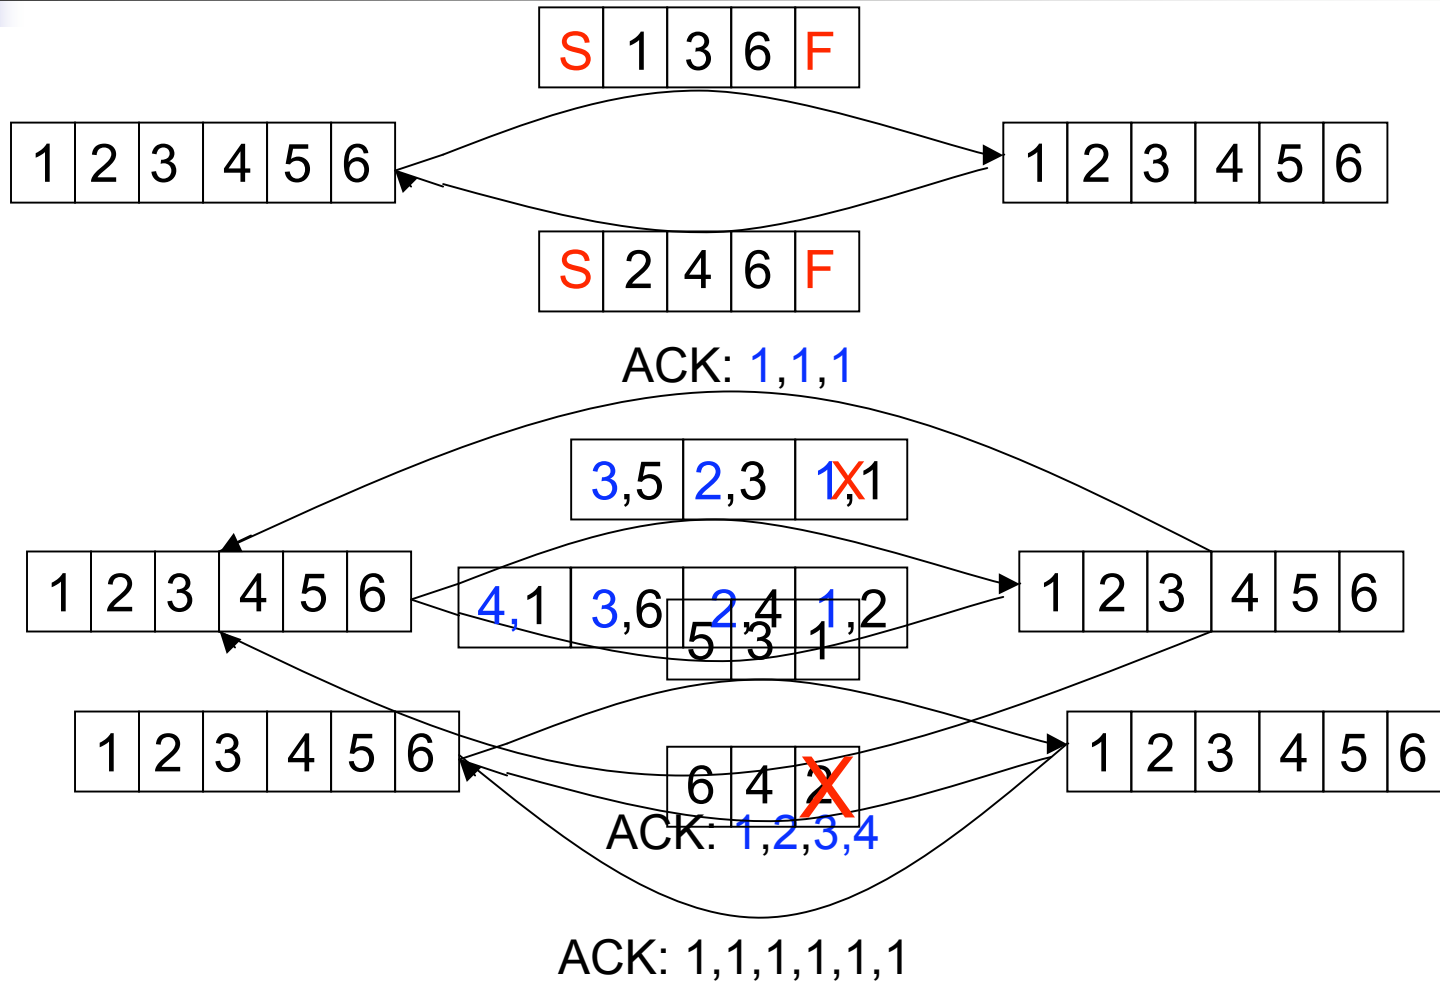 S 1 3 6 F
1 2 3 4 5 6
1 2 3 4 5 6
S 2 4 6 F
ACK: 1,1,1
3,5 2,3 1,1 X
1 2 3 4 5 6
4,1 3,6 2,4 1,2
1 2 3 4 5 6
5 3 1
1 2 3 4 5 6
6 4 2 X
1 2 3 4 5 6
ACK: 1,2,3,4
ACK: 1,1,1,1,1,1